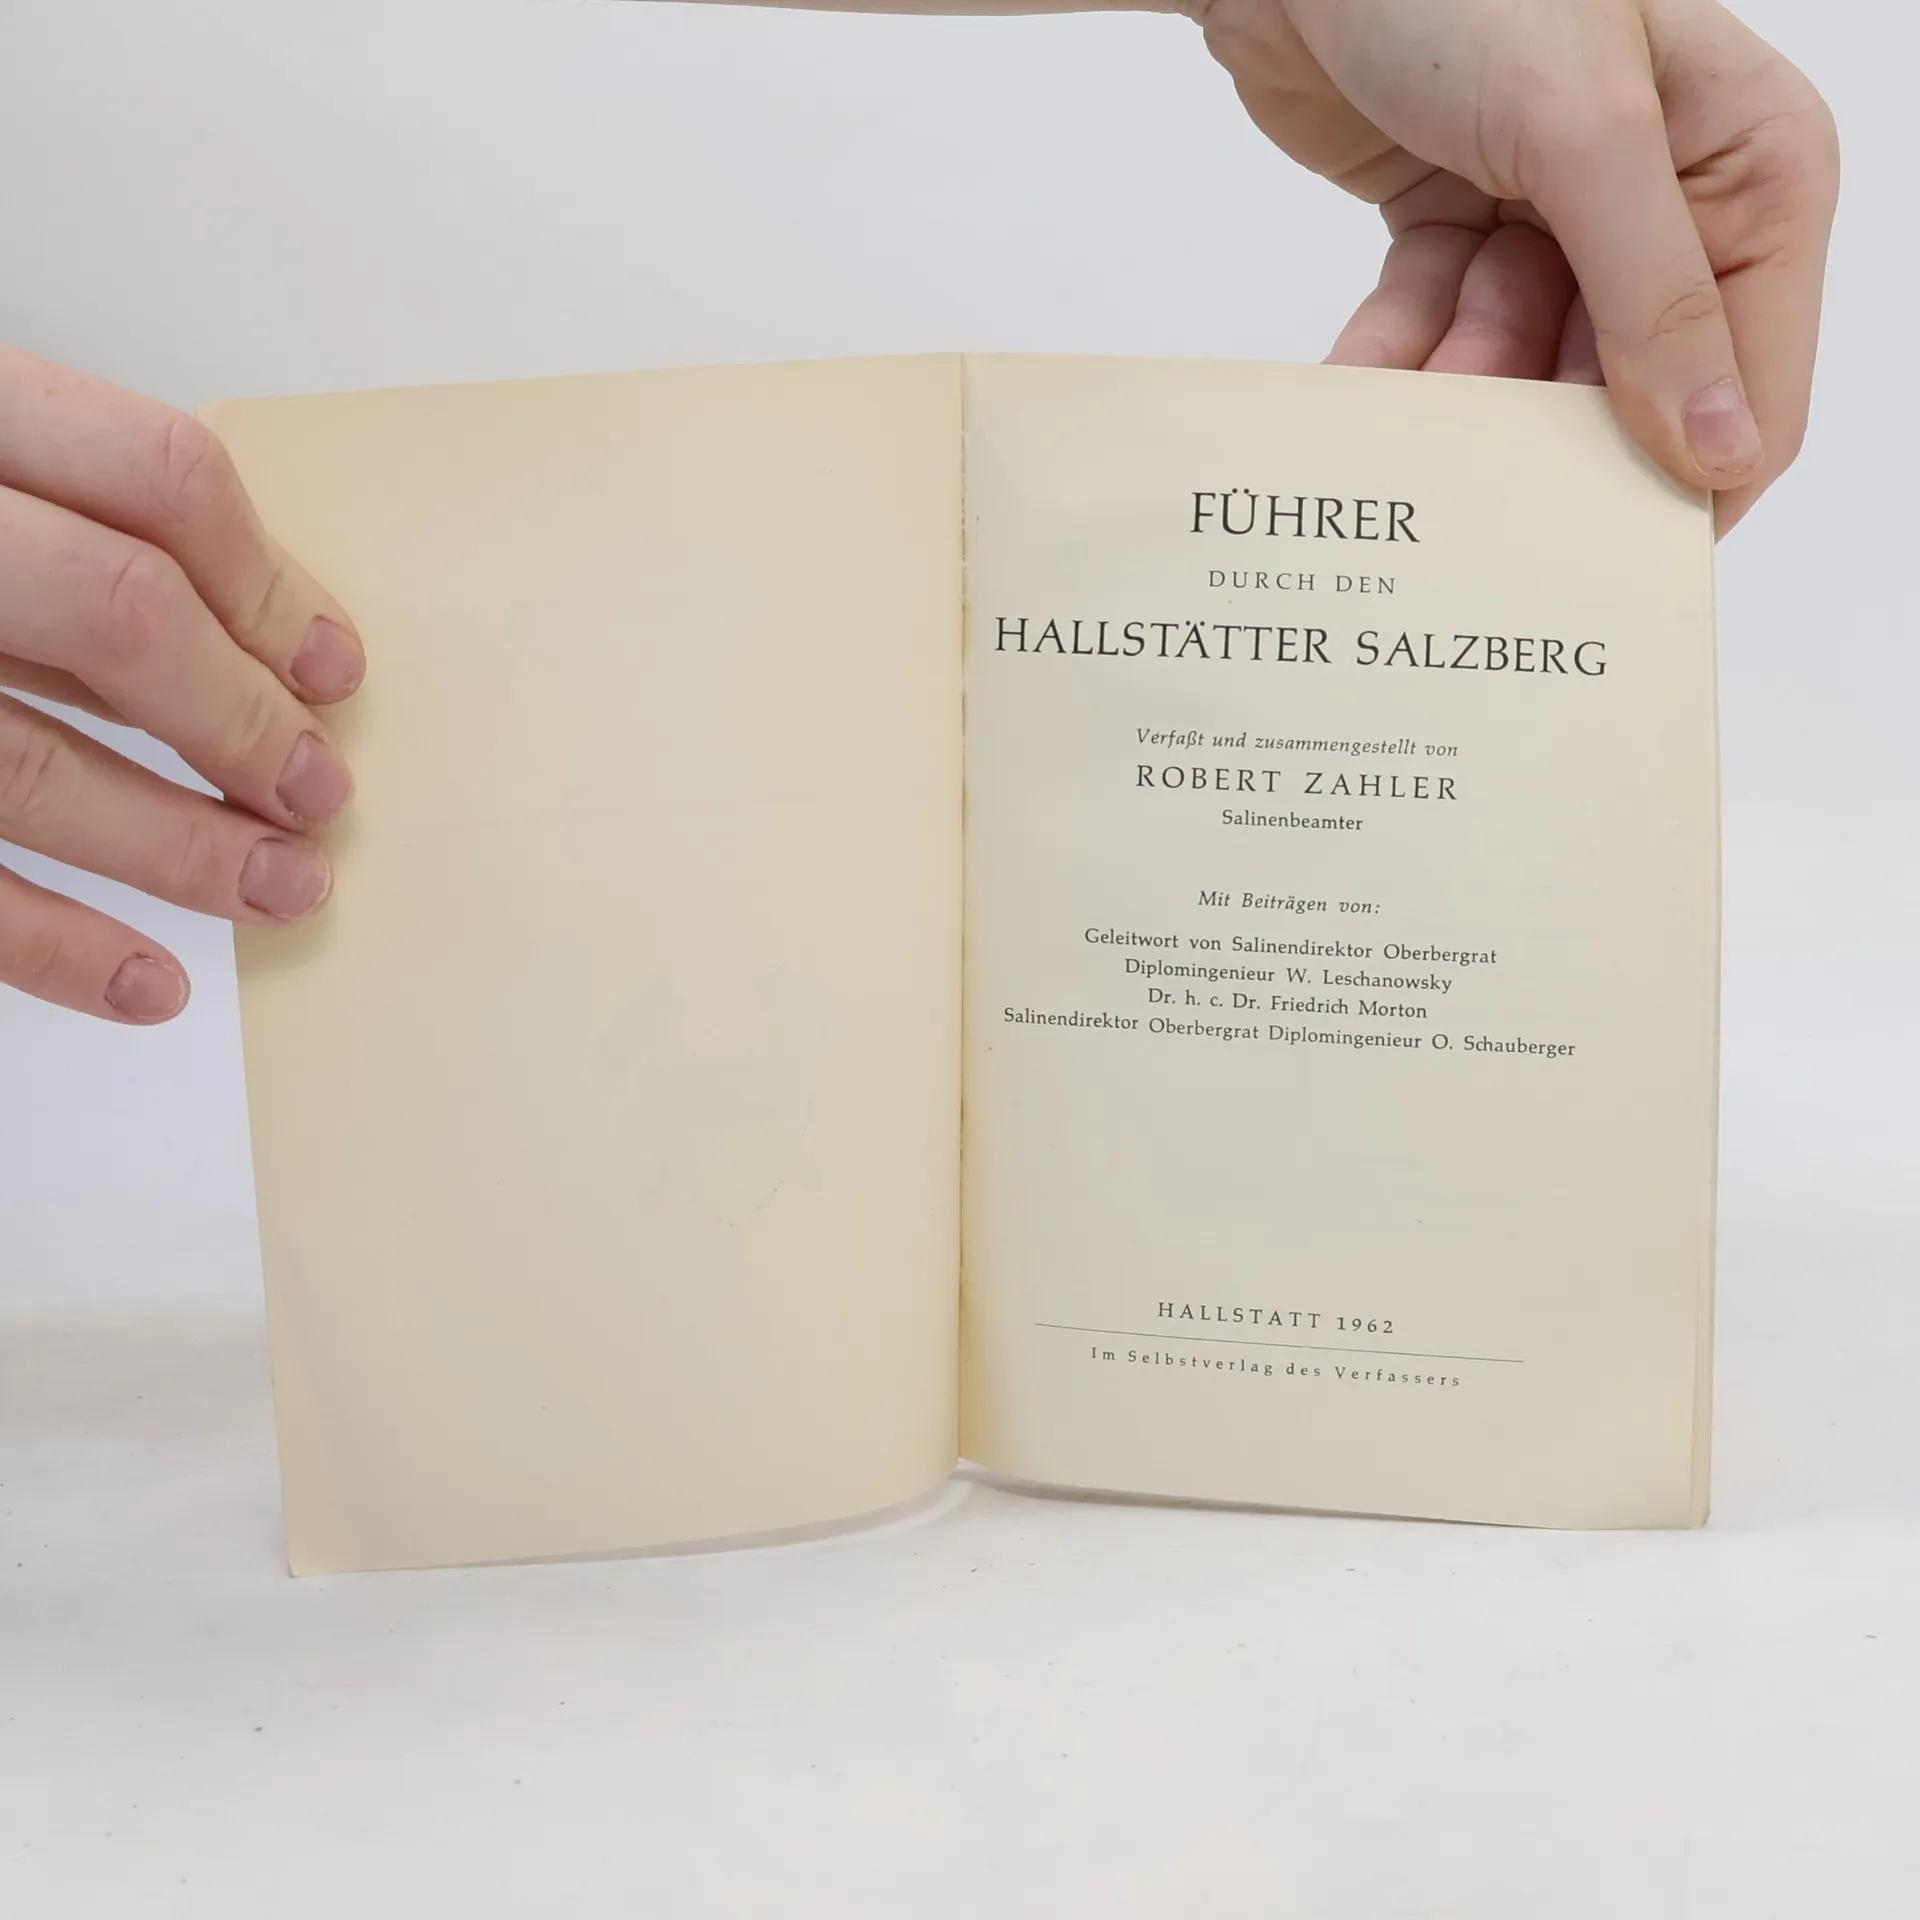 FÜHRER
DURCH DEN
HALLSTÄTTER SALZBERG
Verfaßt und zusammengestellt von
ROBERT ZAHLER
Salinenbeamter
Mit Beiträgen von:
Geleitwort von Salinendirektor Oberbergrat
Diplomingenieur W. Leschanowsky
Dr. h. c. Dr. Friedrich Morton
Salinendirektor Oberbergrat Diplomingenieur O. Schauberger
HALLSTATT 1962
Im Selbstverlag des Verfassers